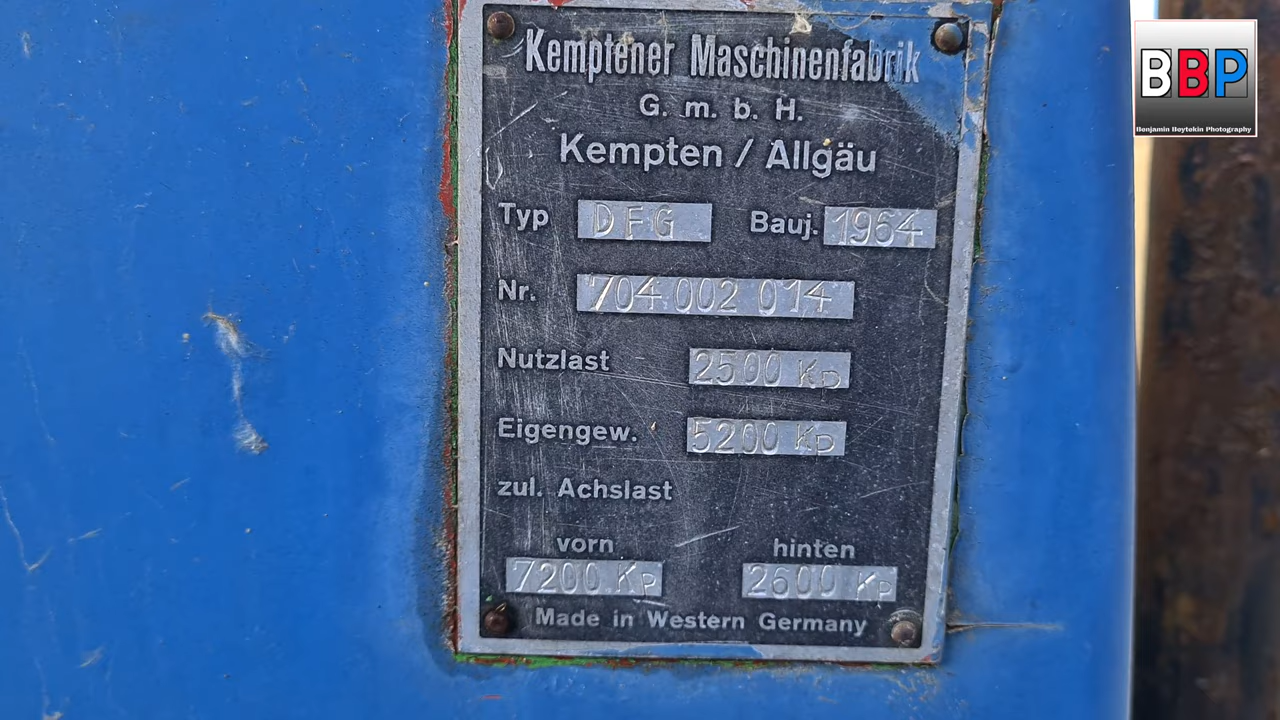 Kemptener Maschinenfabrik
G. m. b. H.
Kempten / Allgäu
Typ DFG Bauj. 1964
Nr. 704 002 014
Nutzlast 2500 Kp
Eigengew. 5200 Kp
zul. Achslast
vorn hinten
7200 Kp 2600 Kp
Made in Western Germany
BBP
Benjamin Beytekin Photography